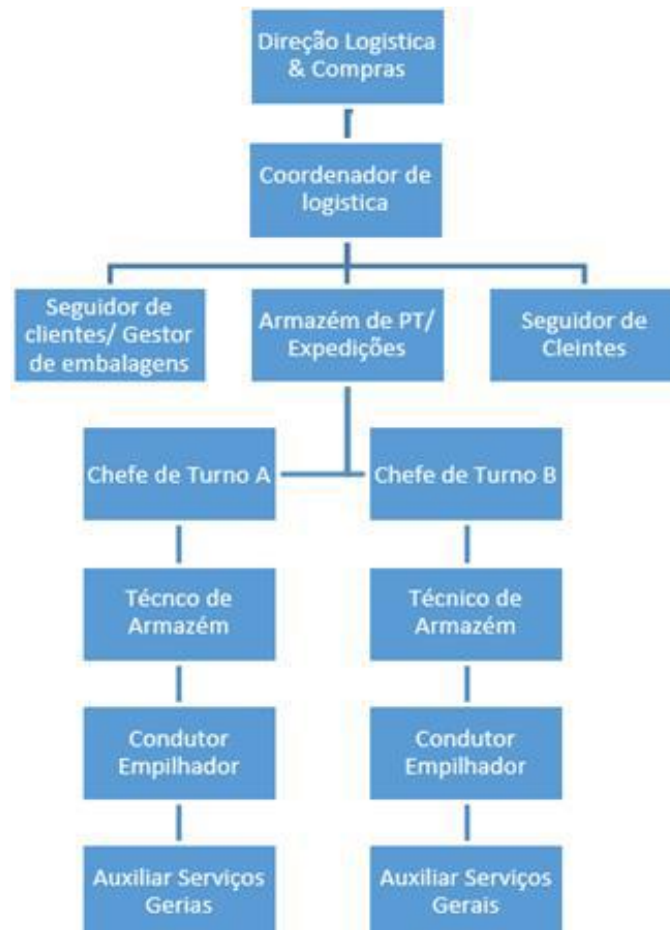 Direção Logistica
& Compras
Coordenador de
logistica
Seguidor de
clientes/ Gestor
de embalagens
Armazém de PT/
Expedições
Seguidor de
Cleintes
Chefe de Turno A
Chefe de Turno B
Técnco de
Armazém
Técnico de
Armazém
Condutor
Empilhador
Condutor
Empilhador
Auxiliar Serviços
Gerias
Auxiliar Serviços
Gerais